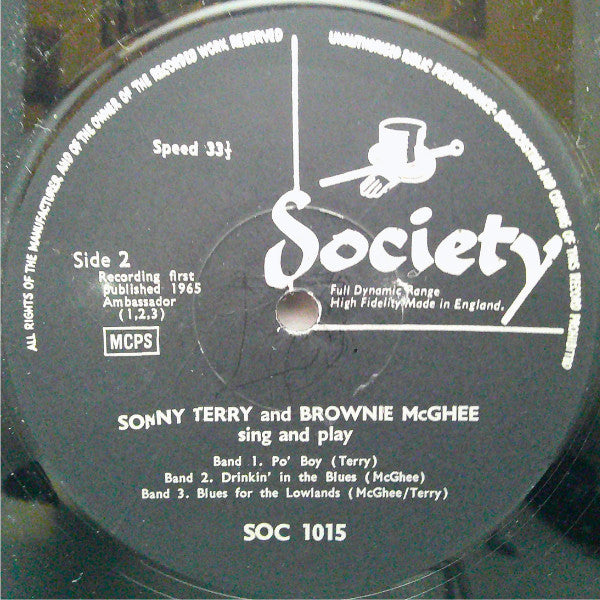 ALL RIGHTS OF THE MANUFACTURER AND OF THE OWNER OF THE RECORDED WORK RESERVED
UNAUTHORISED PUBLIC PERFORMANCE, BROADCASTING AND COPYING OF THIS RECORD PROHIBITED
Speed 33⅓
Society
Side 2
Recording first
published 1965
Ambassador
(1,2,3)
MCPS
Full Dynamic Range
High Fidelity Made in England.
SONNY TERRY and BROWNIE McGHEE
sing and play
Band 1. Po' Boy (Terry)
Band 2. Drinkin' in the Blues (McGhee)
Band 3. Blues for the Lowlands (McGhee/Terry)
SOC 1015